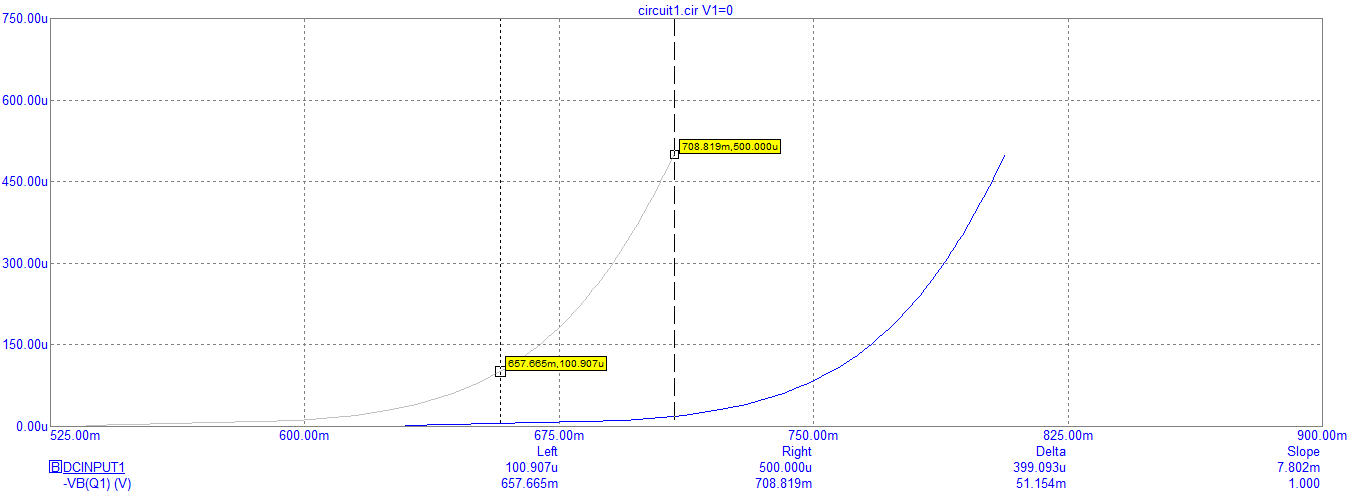 circuit1.cir V1=0
750.00u
600.00u
708.819m,500.000u
450.00u
300.00u
150.00u
657.665m,100.907u
0.00u
525.00m 600.00m 675.00m 750.00m 825.00m 900.00m
Left Right Delta Slope
B DCINPUT1 100.907u 500.000u 399.093u 7.802m
-VB(Q1) (V) 657.665m 708.819m 51.154m 1.000